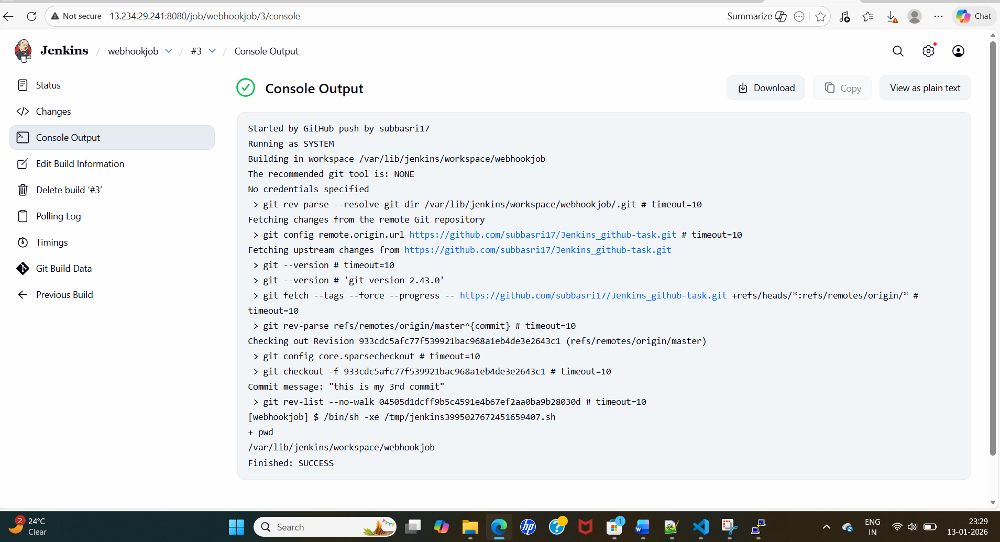 Not secure 13.234.29.241:8080/job/webhookjob/3/console Summarize Chat
Jenkins / webhookjob / #3 / Console Output
Status
Changes
Console Output
Edit Build Information
Delete build ‘#3’
Polling Log
Timings
Git Build Data
Previous Build
Console Output
Download Copy View as plain text
Started by GitHub push by subbasri17
Running as SYSTEM
Building in workspace /var/lib/jenkins/workspace/webhookjob
The recommended git tool is: NONE
No credentials specified
> git rev-parse --resolve-git-dir /var/lib/jenkins/workspace/webhookjob/.git # timeout=10
Fetching changes from the remote Git repository
> git config remote.origin.url https://github.com/subbasri17/Jenkins_github-task.git # timeout=10
Fetching upstream changes from https://github.com/subbasri17/Jenkins_github-task.git
> git --version # timeout=10
> git --version # 'git version 2.43.0'
> git fetch --tags --force --progress -- https://github.com/subbasri17/Jenkins_github-task.git +refs/heads/*:refs/remotes/origin/* #
timeout=10
> git rev-parse refs/remotes/origin/master^{commit} # timeout=10
Checking out Revision 933cdc5afc77f539921bac968a1eb4de3e2643c1 (refs/remotes/origin/master)
> git config core.sparsecheckout # timeout=10
> git checkout -f 933cdc5afc77f539921bac968a1eb4de3e2643c1 # timeout=10
Commit message: "this is my 3rd commit"
> git rev-list --no-walk 04505d1dcff9b5c4591e4b67ef2aa0ba9b28030d # timeout=10
[webhookjob] $ /bin/sh -xe /tmp/jenkins3995027672451659407.sh
+ pwd
/var/lib/jenkins/workspace/webhookjob
Finished: SUCCESS
2
24°C
Clear
Search
hp
1
ENG
IN
23:29
13-01-2026